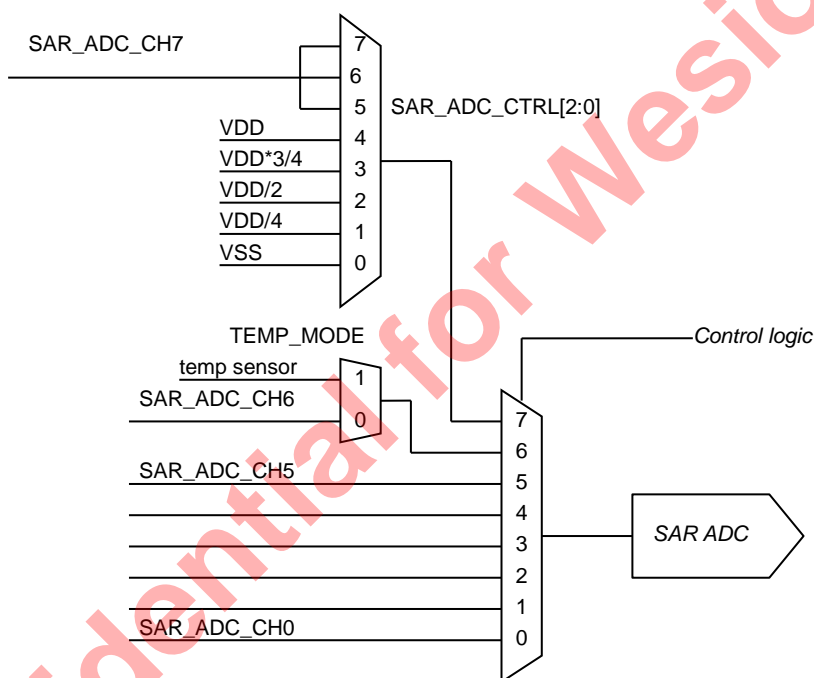 SAR_ADC_CH7
7
6
5
SAR_ADC_CTRL[2:0]
VDD
4
VDD*3/4
3
VDD/2
2
VDD/4
1
VSS
0
TEMP_MODE
Control logic
temp sensor
1
SAR_ADC_CH6
0
7
6
SAR_ADC_CH5
5
4
3
SAR ADC
2
1
SAR_ADC_CH0
0
idential for Wesio